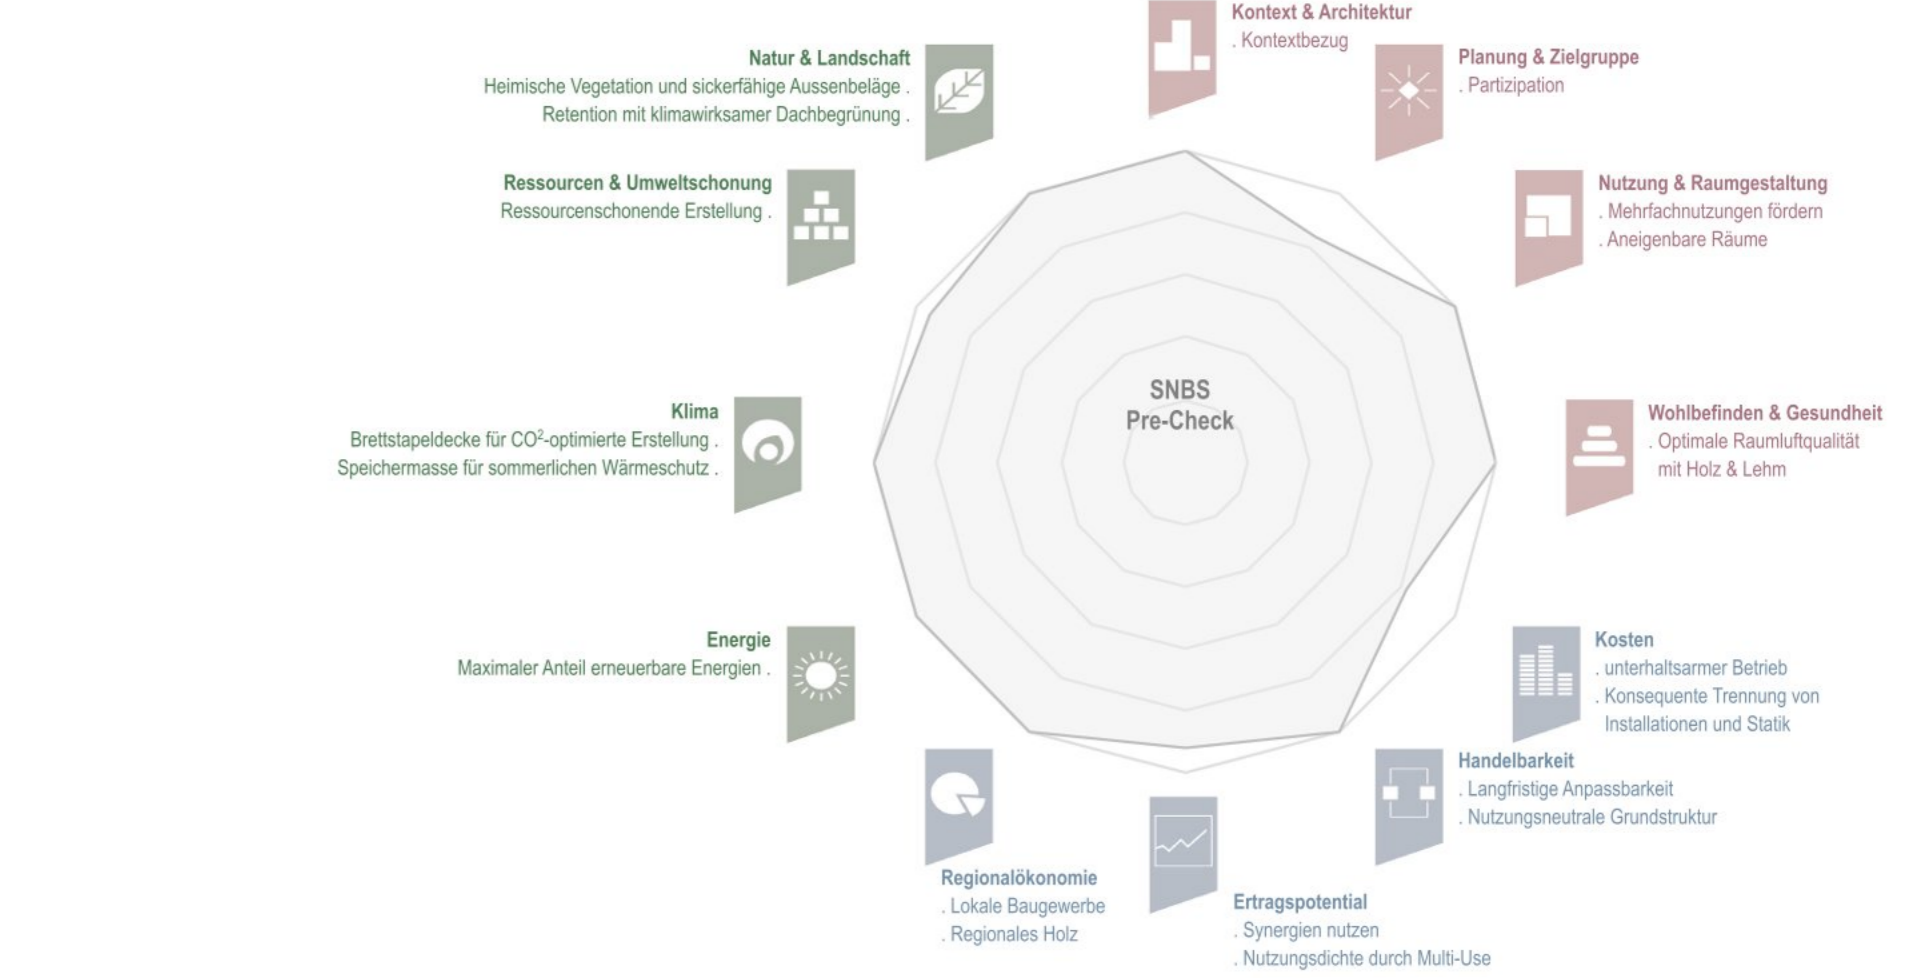 Kontext & Architektur
. Kontextbezug
Planung & Zielgruppe
. Partizipation
Nutzung & Raumgestaltung
. Mehrfachnutzungen fördern
. Aneigenbare Räume
Wohlbefinden & Gesundheit
. Optimale Raumluftqualität
mit Holz & Lehm
Kosten
. unterhaltsarmer Betrieb
. Konsequente Trennung von
Installationen und Statik
Handelbarkeit
. Langfristige Anpassbarkeit
. Nutzungsneutrale Grundstruktur
Ertragspotential
. Synergien nutzen
. Nutzungsdichte durch Multi-Use
Regionalökonomie
. Lokale Baugewerbe
. Regionales Holz
Energie
Maximaler Anteil erneuerbare Energien .
Klima
Brettstapeldecke für CO²-optimierte Erstellung .
Speichermasse für sommerlichen Wärmeschutz .
Ressourcen & Umweltschonung
Ressourcenschonende Erstellung .
Natur & Landschaft
Heimische Vegetation und sickerfähige Aussenbeläge .
Retention mit klimawirksamer Dachbegrünung .
SNBS
Pre-Check